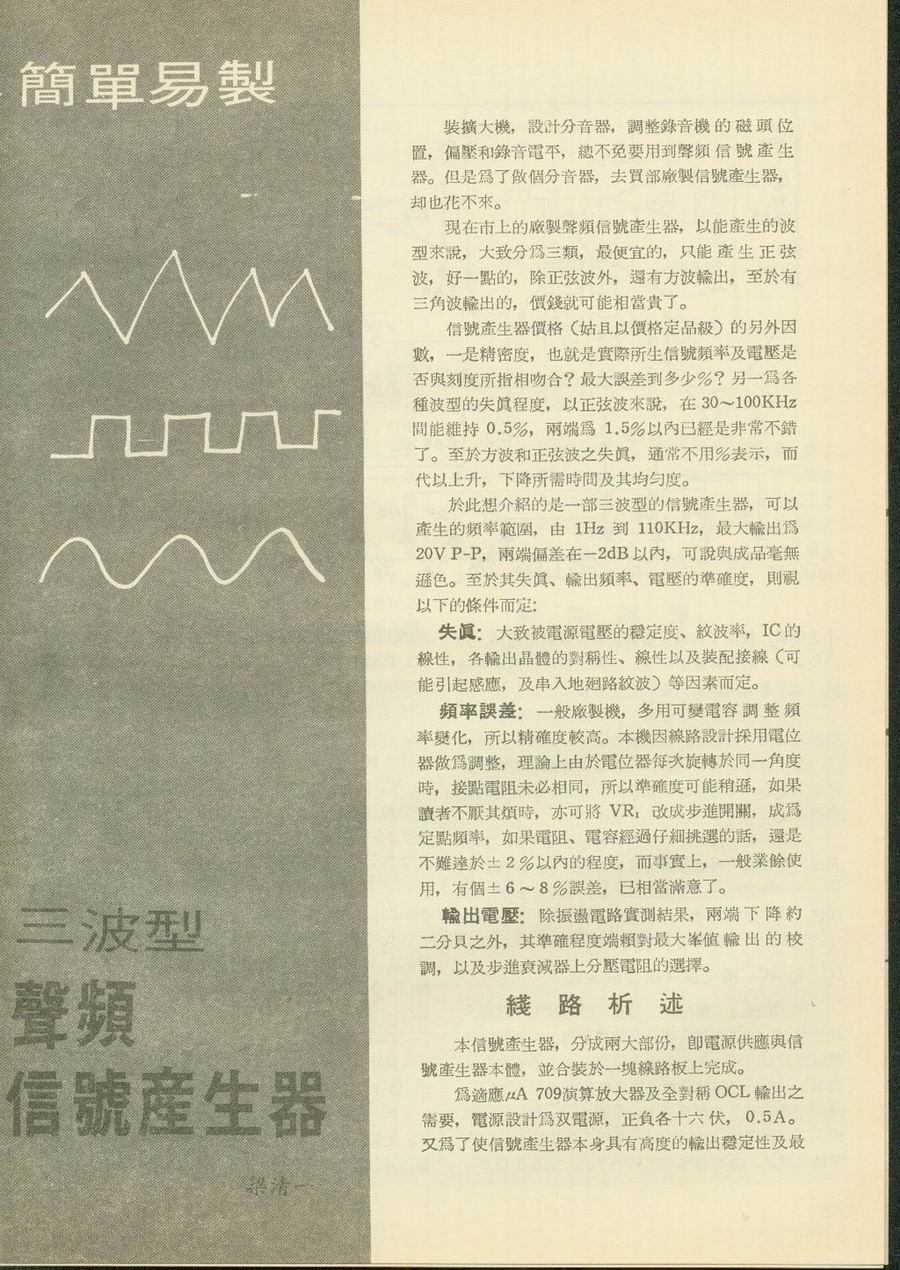 簡單易製
三波型
聲頻
信號產生器
梁清一
裝擴大機，設計分音器，調整錄音機的磁頭位
置，偏壓和錄音電平，總不免要用到聲頻信號產生
器。但是爲了做個分音器，去買部廠製信號產生器，
却也花不來。
現在市上的廠製聲頻信號產生器，以能產生的波
型來說，大致分爲三類，最便宜的，只能產生正弦
波，好一點的，除正弦波外，還有方波輸出，至於有
三角波輸出的，價錢就可能相當貴了。
信號產生器價格（姑且以價格定品級）的另外因
數，一是精密度，也就是實際所生信號頻率及電壓是
否與刻度所指相吻合？最大誤差到多少％？另一爲各
種波型的失眞程度，以正弦波來說，在30～100KHz
間能維持 0.5％，兩端爲 1.5％以內已經是非常不錯
了。至於方波和正弦波之失眞，通常不用％表示，而
代以上升，下降所需時間及其均勻度。
於此想介紹的是一部三波型的信號產生器，可以
產生的頻率範圍，由 1Hz 到 110KHz，最大輸出爲
20V P-P，兩端偏差在－2dB以內，可說與成品毫無
遜色。至於其失眞、輸出頻率、電壓的準確度，則視
以下的條件而定：
失眞：大致被電源電壓的穩定度、紋波率，IC的
線性，各輸出晶體的對稱性、線性以及裝配接線（可
能引起感應，及串入地廻路紋波）等因素而定。
頻率誤差：一般廠製機，多用可變電容調整頻
率變化，所以精確度較高。本機因線路設計採用電位
器做爲調整，理論上由於電位器每次旋轉於同一角度
時，接點電阻未必相同，所以準確度可能稍遜，如果
讀者不厭其煩時，亦可將 VR₁ 改成步進開關，成爲
定點頻率，如果電阻、電容經過仔細挑選的話，還是
不難達於±2％以內的程度，而事實上，一般業餘使
用，有個±6～8％誤差，已相當滿意了。
輸出電壓：除振盪電路實測結果，兩端下降約
二分貝之外，其準確程度端賴對最大峯值輸出的校
調，以及步進衰減器上分壓電阻的選擇。
綫路析述
本信號產生器，分成兩大部份，卽電源供應與信
號產生器本體，並合裝於一塊線路板上完成。
爲適應μA 709演算放大器及全對稱OCL輸出之
需要，電源設計爲双電源，正負各十六伏，0.5A。
又爲了使信號產生器本身具有高度的輸出穩定性及最